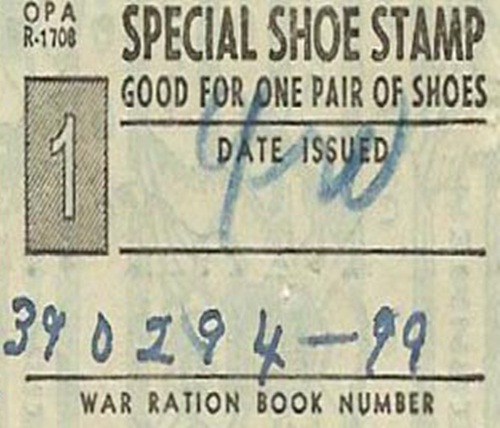 OPA
R-1708
SPECIAL SHOE STAMP
GOOD FOR ONE PAIR OF SHOES
1
DATE ISSUED
390294-99
WAR RATION BOOK NUMBER